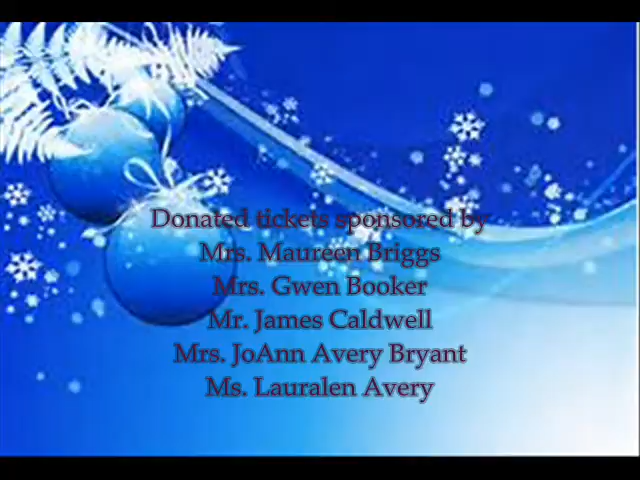 Donated tickets sponsored by
Mrs. Maureen Briggs
Mrs. Gwen Booker
Mr. James Caldwell
Mrs. JoAnn Avery Bryant
Ms. Lauralen Avery